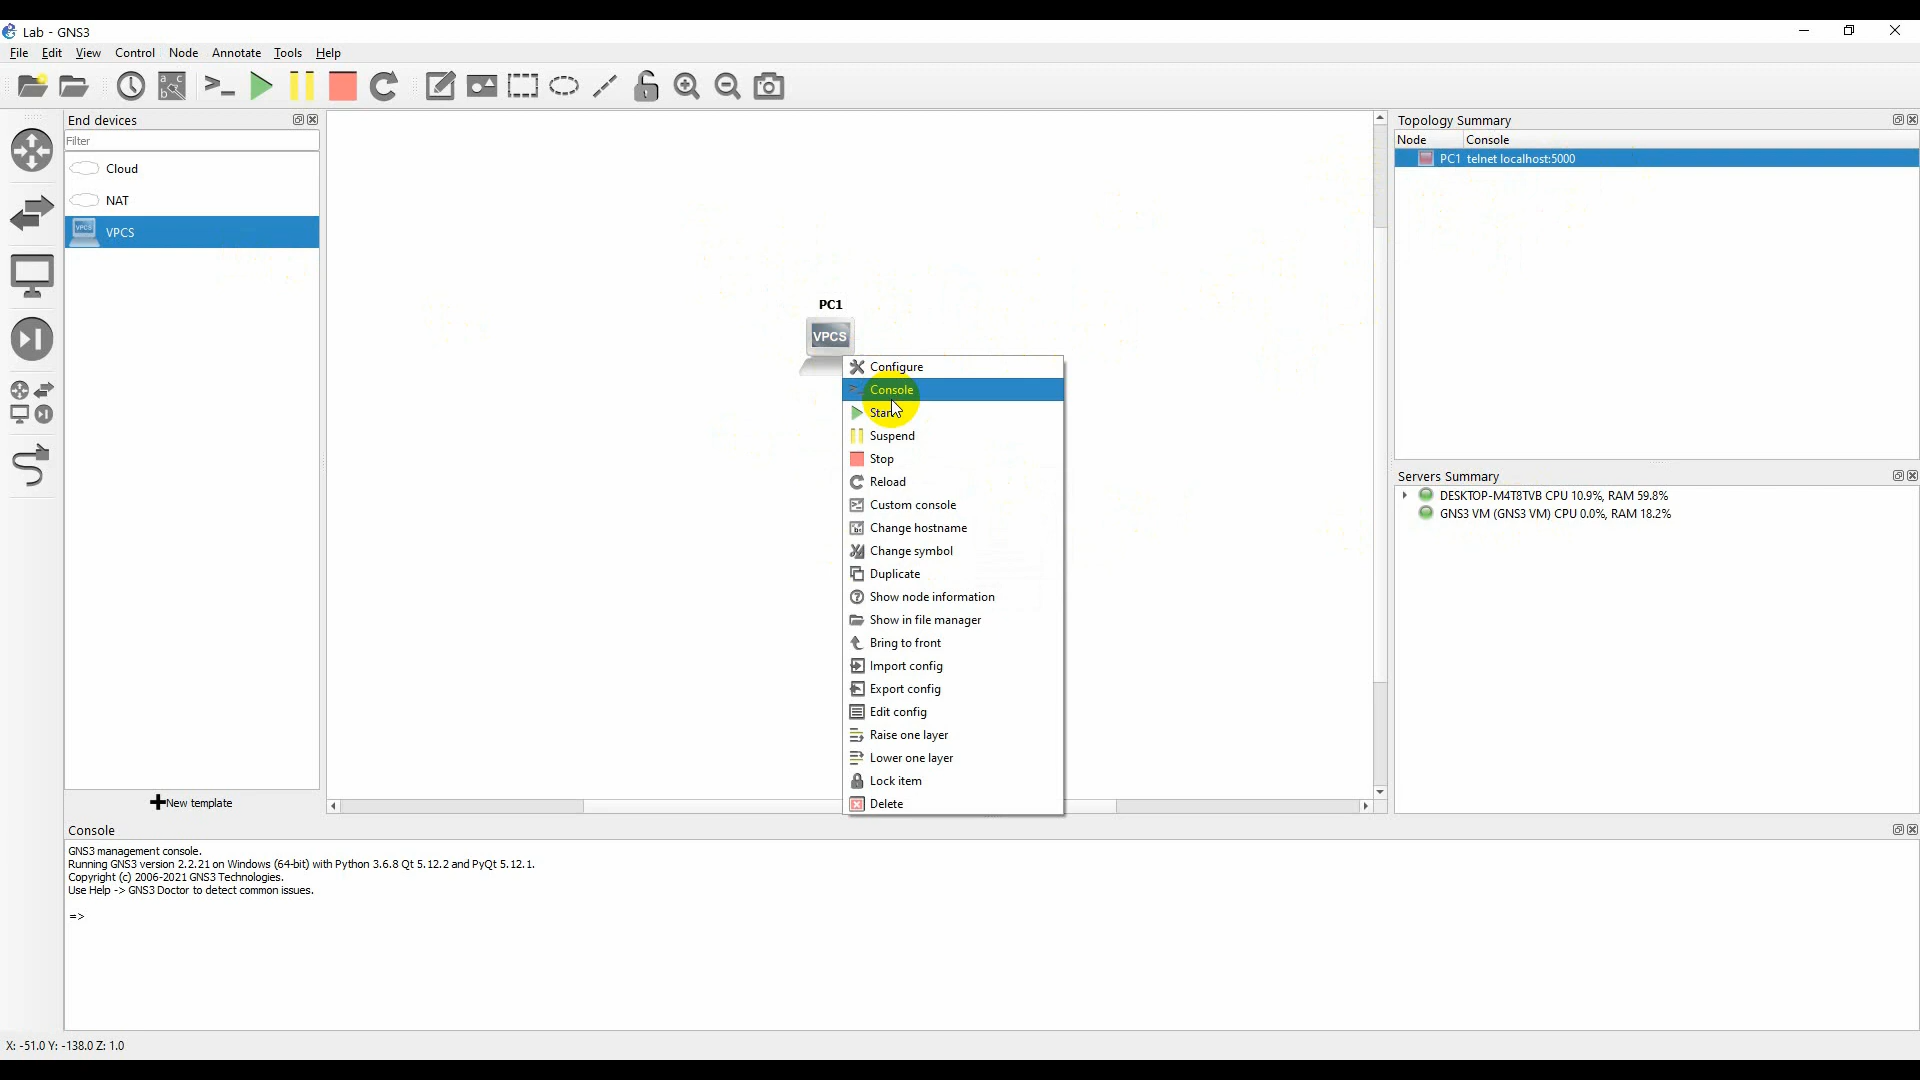 Lab - GNS3
File Edit View Control Node Annotate Tools Help
End devices
Filter
Cloud
NAT
VPCS
New template
PC1
VPCS
Configure
Console
Start
Suspend
Stop
Reload
Custom console
Change hostname
Change symbol
Duplicate
Show node information
Show in file manager
Bring to front
Import config
Export config
Edit config
Raise one layer
Lower one layer
Lock item
Delete
Topology Summary
Node Console
PC1 telnet localhost:5000
Servers Summary
DESKTOP-M4T8TVB CPU 10.9%, RAM 59.8%
GNS3 VM (GNS3 VM) CPU 0.0%, RAM 18.2%
Console
GNS3 management console.
Running GNS3 version 2.2.21 on Windows (64-bit) with Python 3.6.8 Qt 5.12.2 and PyQt 5.12.1.
Copyright (c) 2006-2021 GNS3 Technologies.
Use Help -> GNS3 Doctor to detect common issues.
=>
X: -51.0 Y: -138.0 Z: 1.0